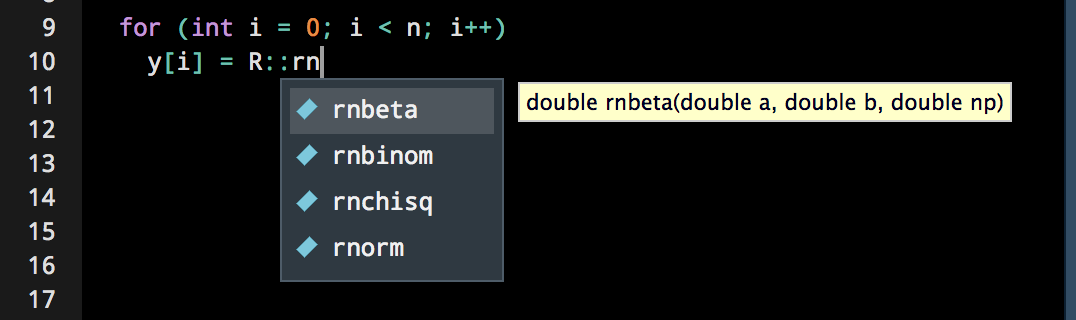 9 for (int i = 0; i < n; i++)
10 y[i] = R::rn
11
rnbeta
double rnbeta(double a, double b, double np)
12
rnbinom
13
14
rnchisq
15
rnorm
16
17